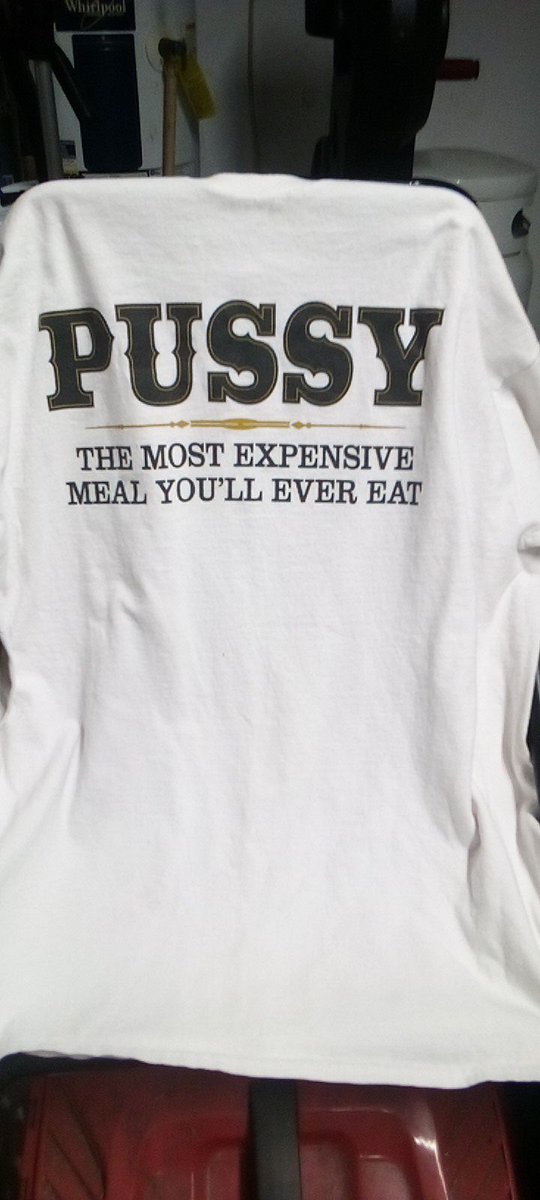 Whirlpool
PUSSY
THE MOST EXPENSIVE
MEAL YOU'LL EVER EAT